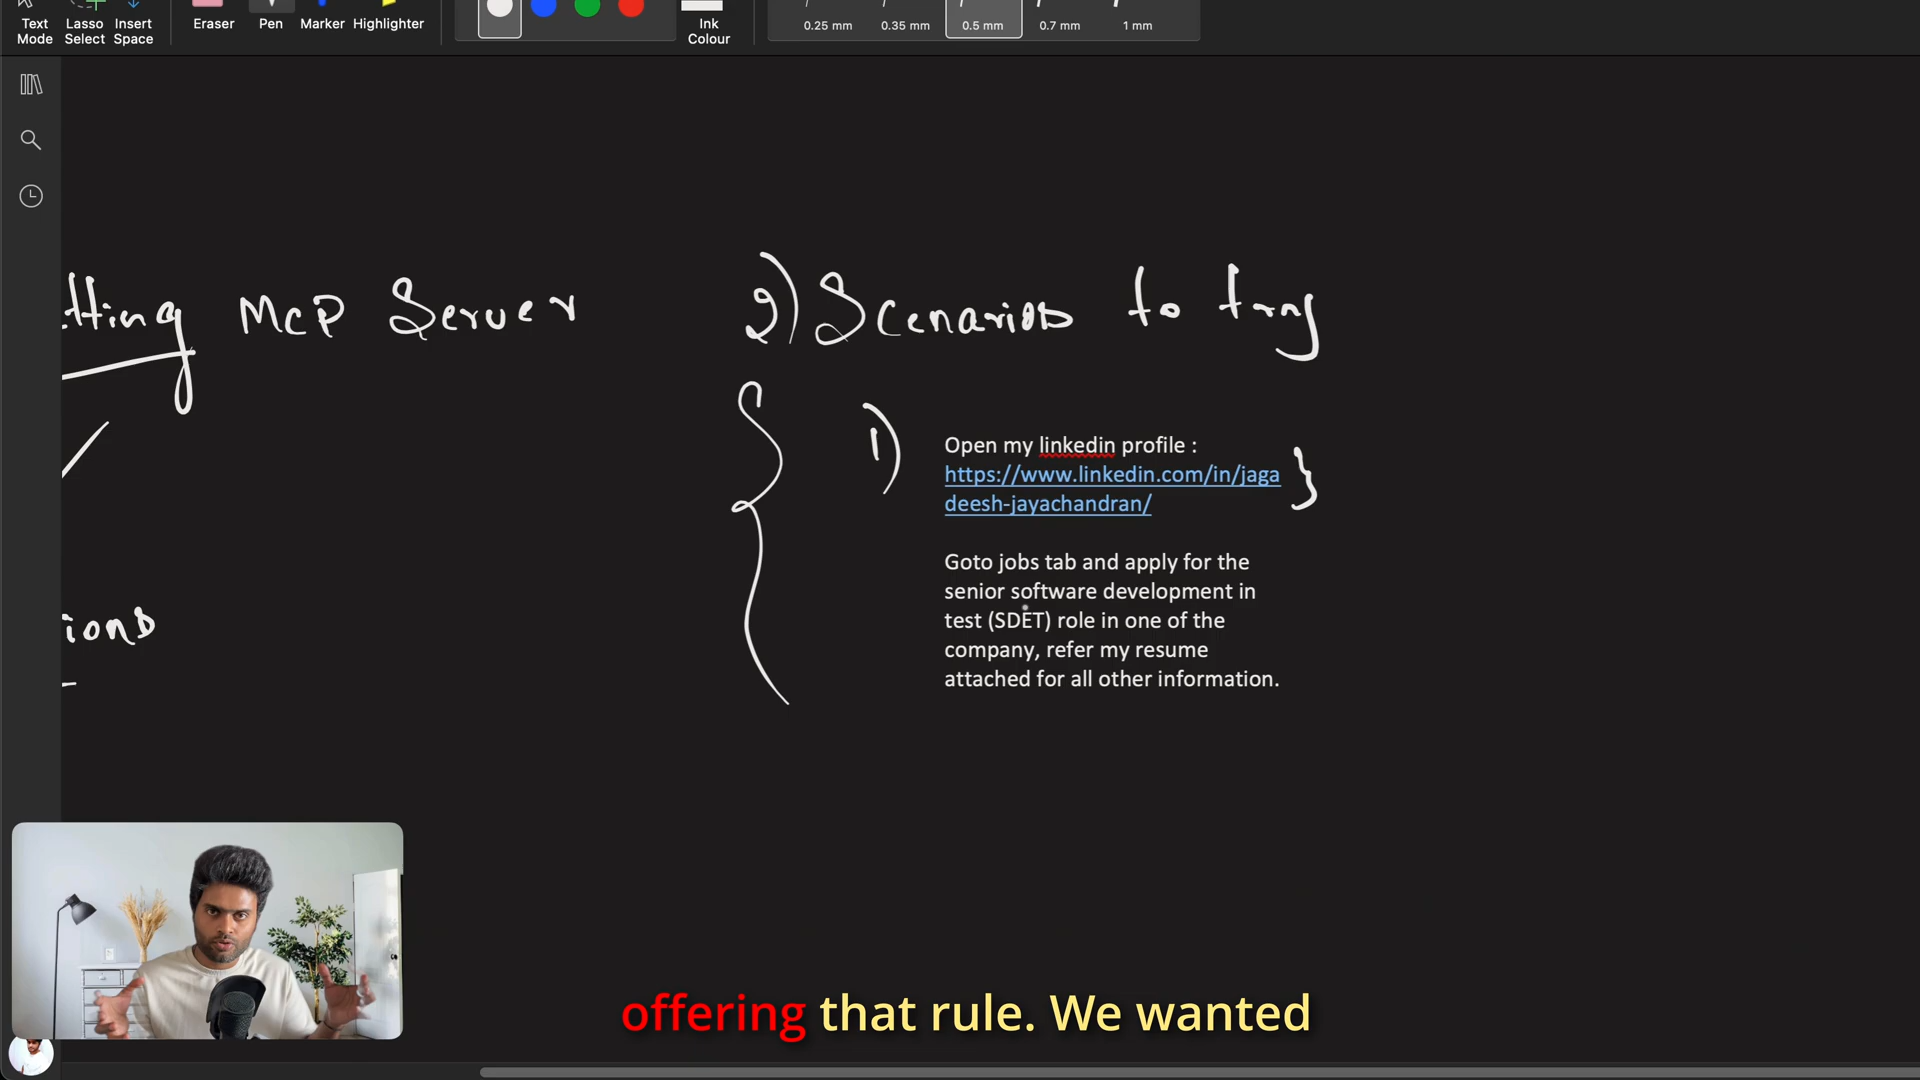 Text Mode
Lasso Select
Insert Space
Eraser
Pen
Marker
Highlighter
Ink Colour
0.25 mm
0.35 mm
0.5 mm
0.7 mm
1 mm
tting MCP Server
2) Scenarios to try
1)
Open my linkedin profile :
https://www.linkedin.com/in/jaga
deesh-jayachandran/
Goto jobs tab and apply for the
senior software development in
test (SDET) role in one of the
company, refer my resume
attached for all other information.
ions
offering that rule. We wanted